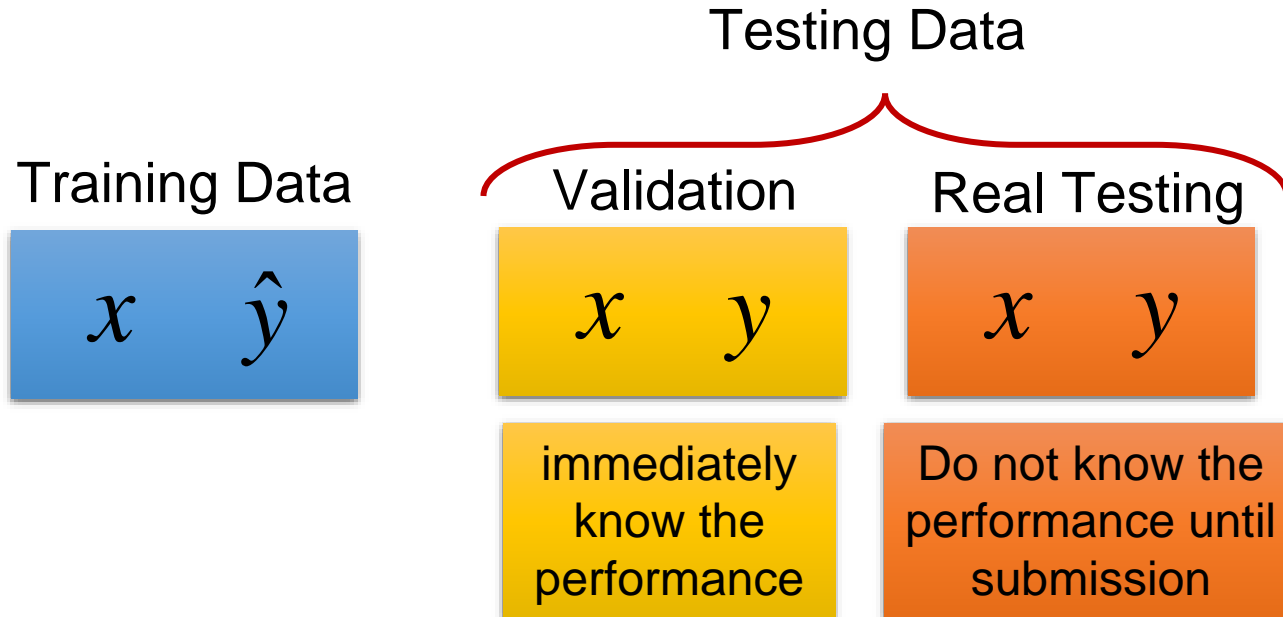 Testing Data
Training Data
Validation
Real Testing
x ŷ
x y
x y
immediately
know the
performance
Do not know the
performance until
submission